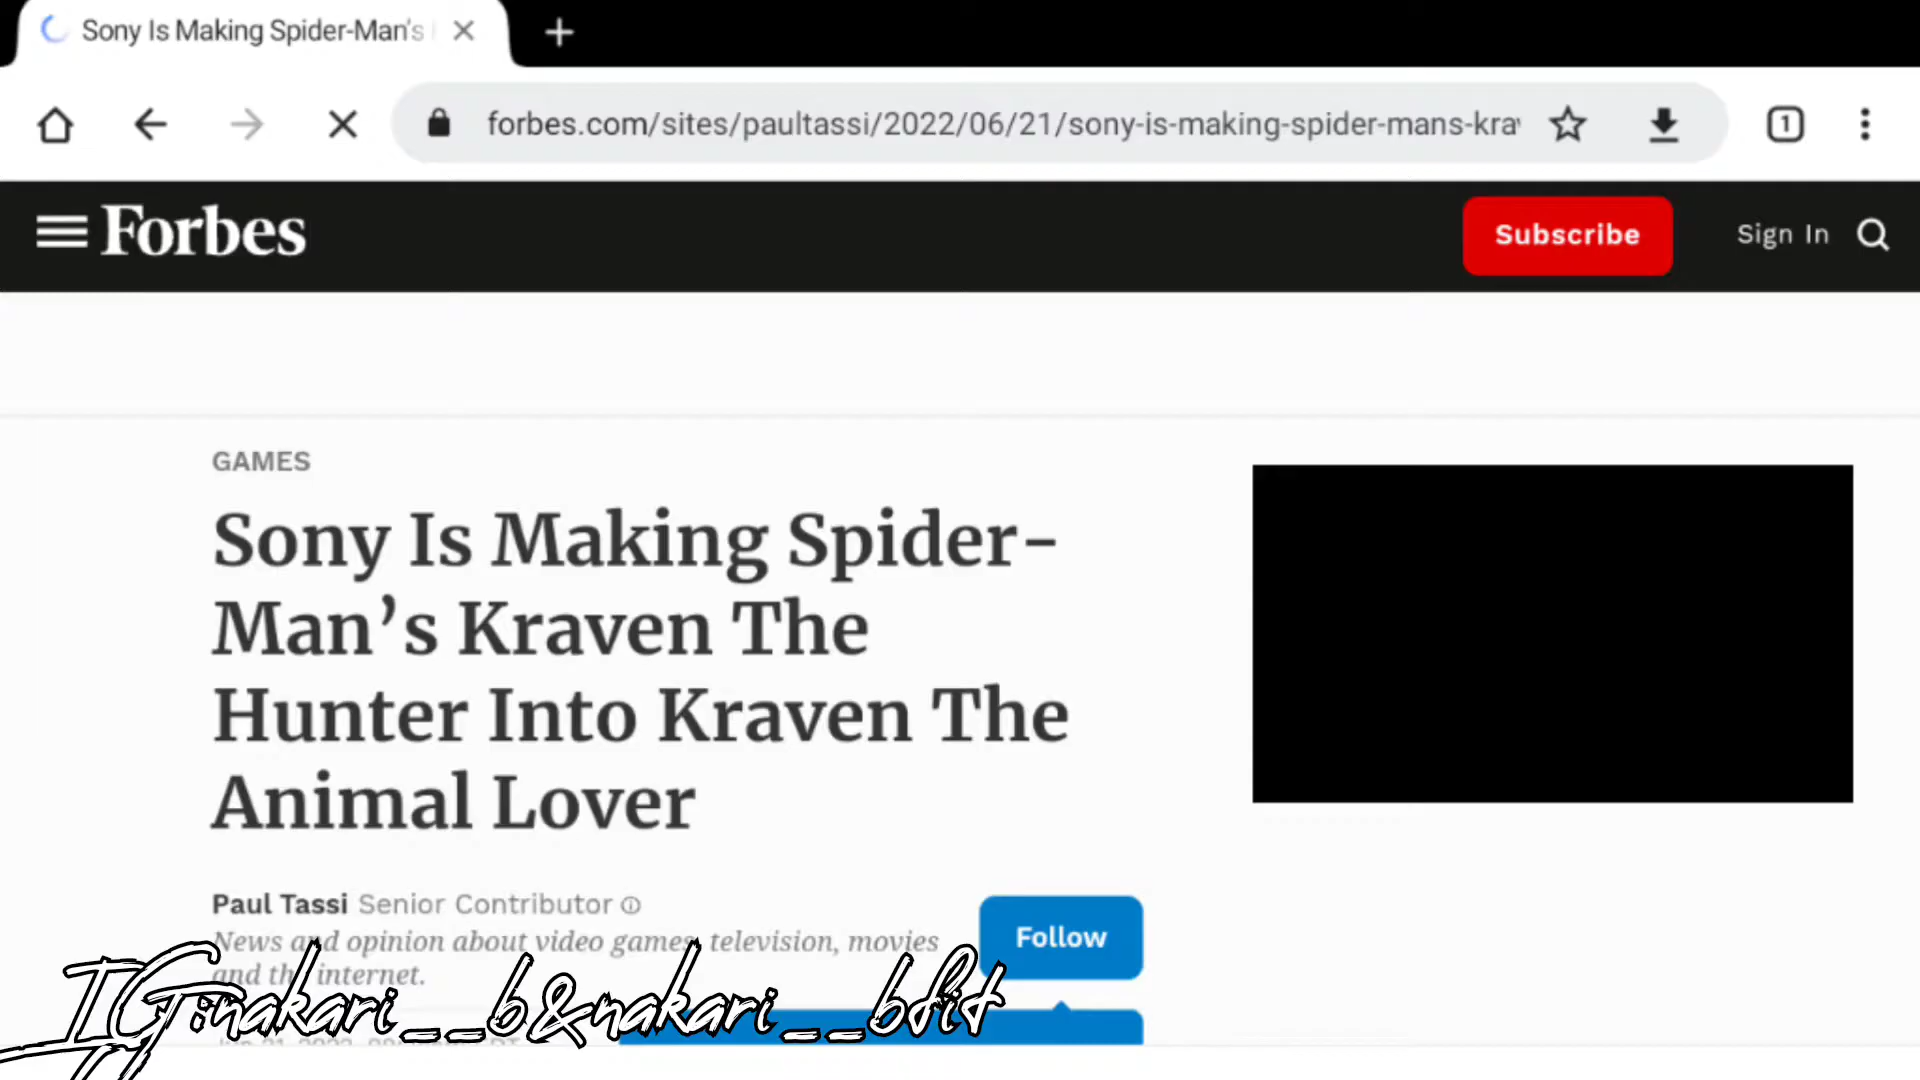 Sony Is Making Spider-Man's
forbes.com/sites/paultassi/2022/06/21/sony-is-making-spider-mans-krav
1
Forbes
Subscribe
Sign In
GAMES
Sony Is Making Spider-
Man’s Kraven The
Hunter Into Kraven The
Animal Lover
Paul Tassi Senior Contributor
Follow
News and opinion about video games, television, movies
and the internet.
IG:nakari__b&nakari__bfit